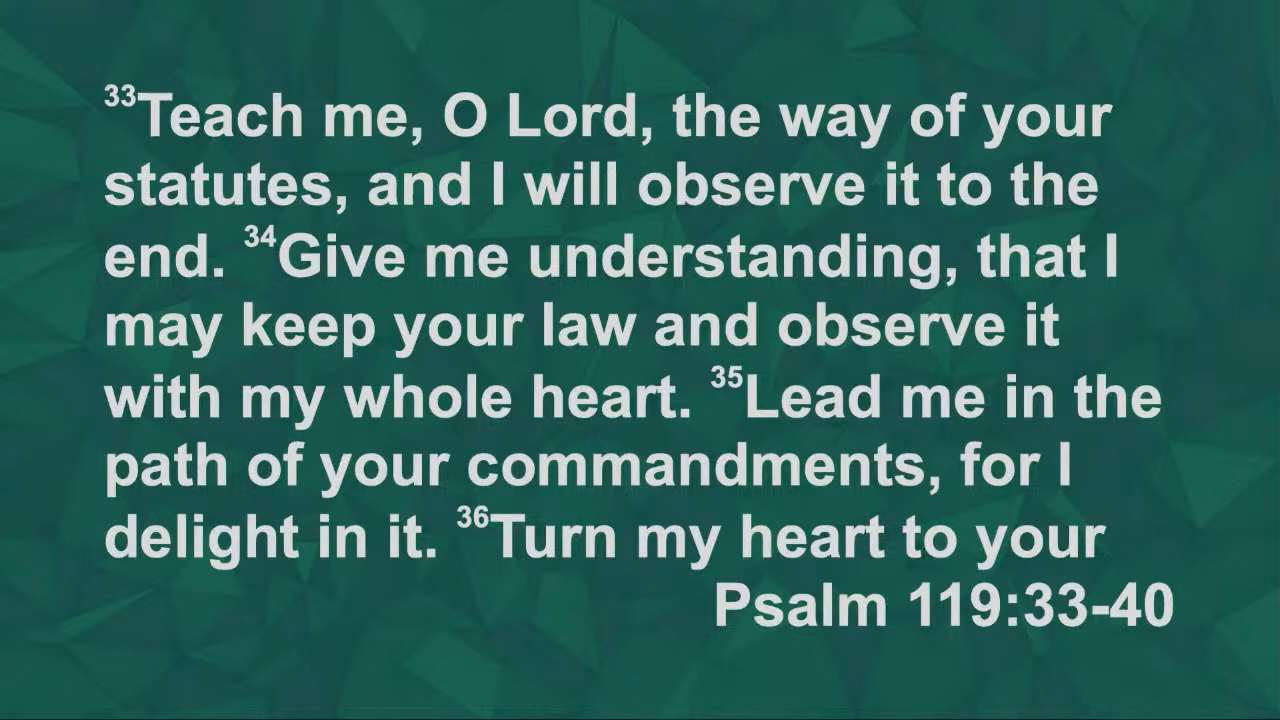 33Teach me, O Lord, the way of your
statutes, and I will observe it to the
end. 34Give me understanding, that I
may keep your law and observe it
with my whole heart. 35Lead me in the
path of your commandments, for I
delight in it. 36Turn my heart to your
Psalm 119:33-40